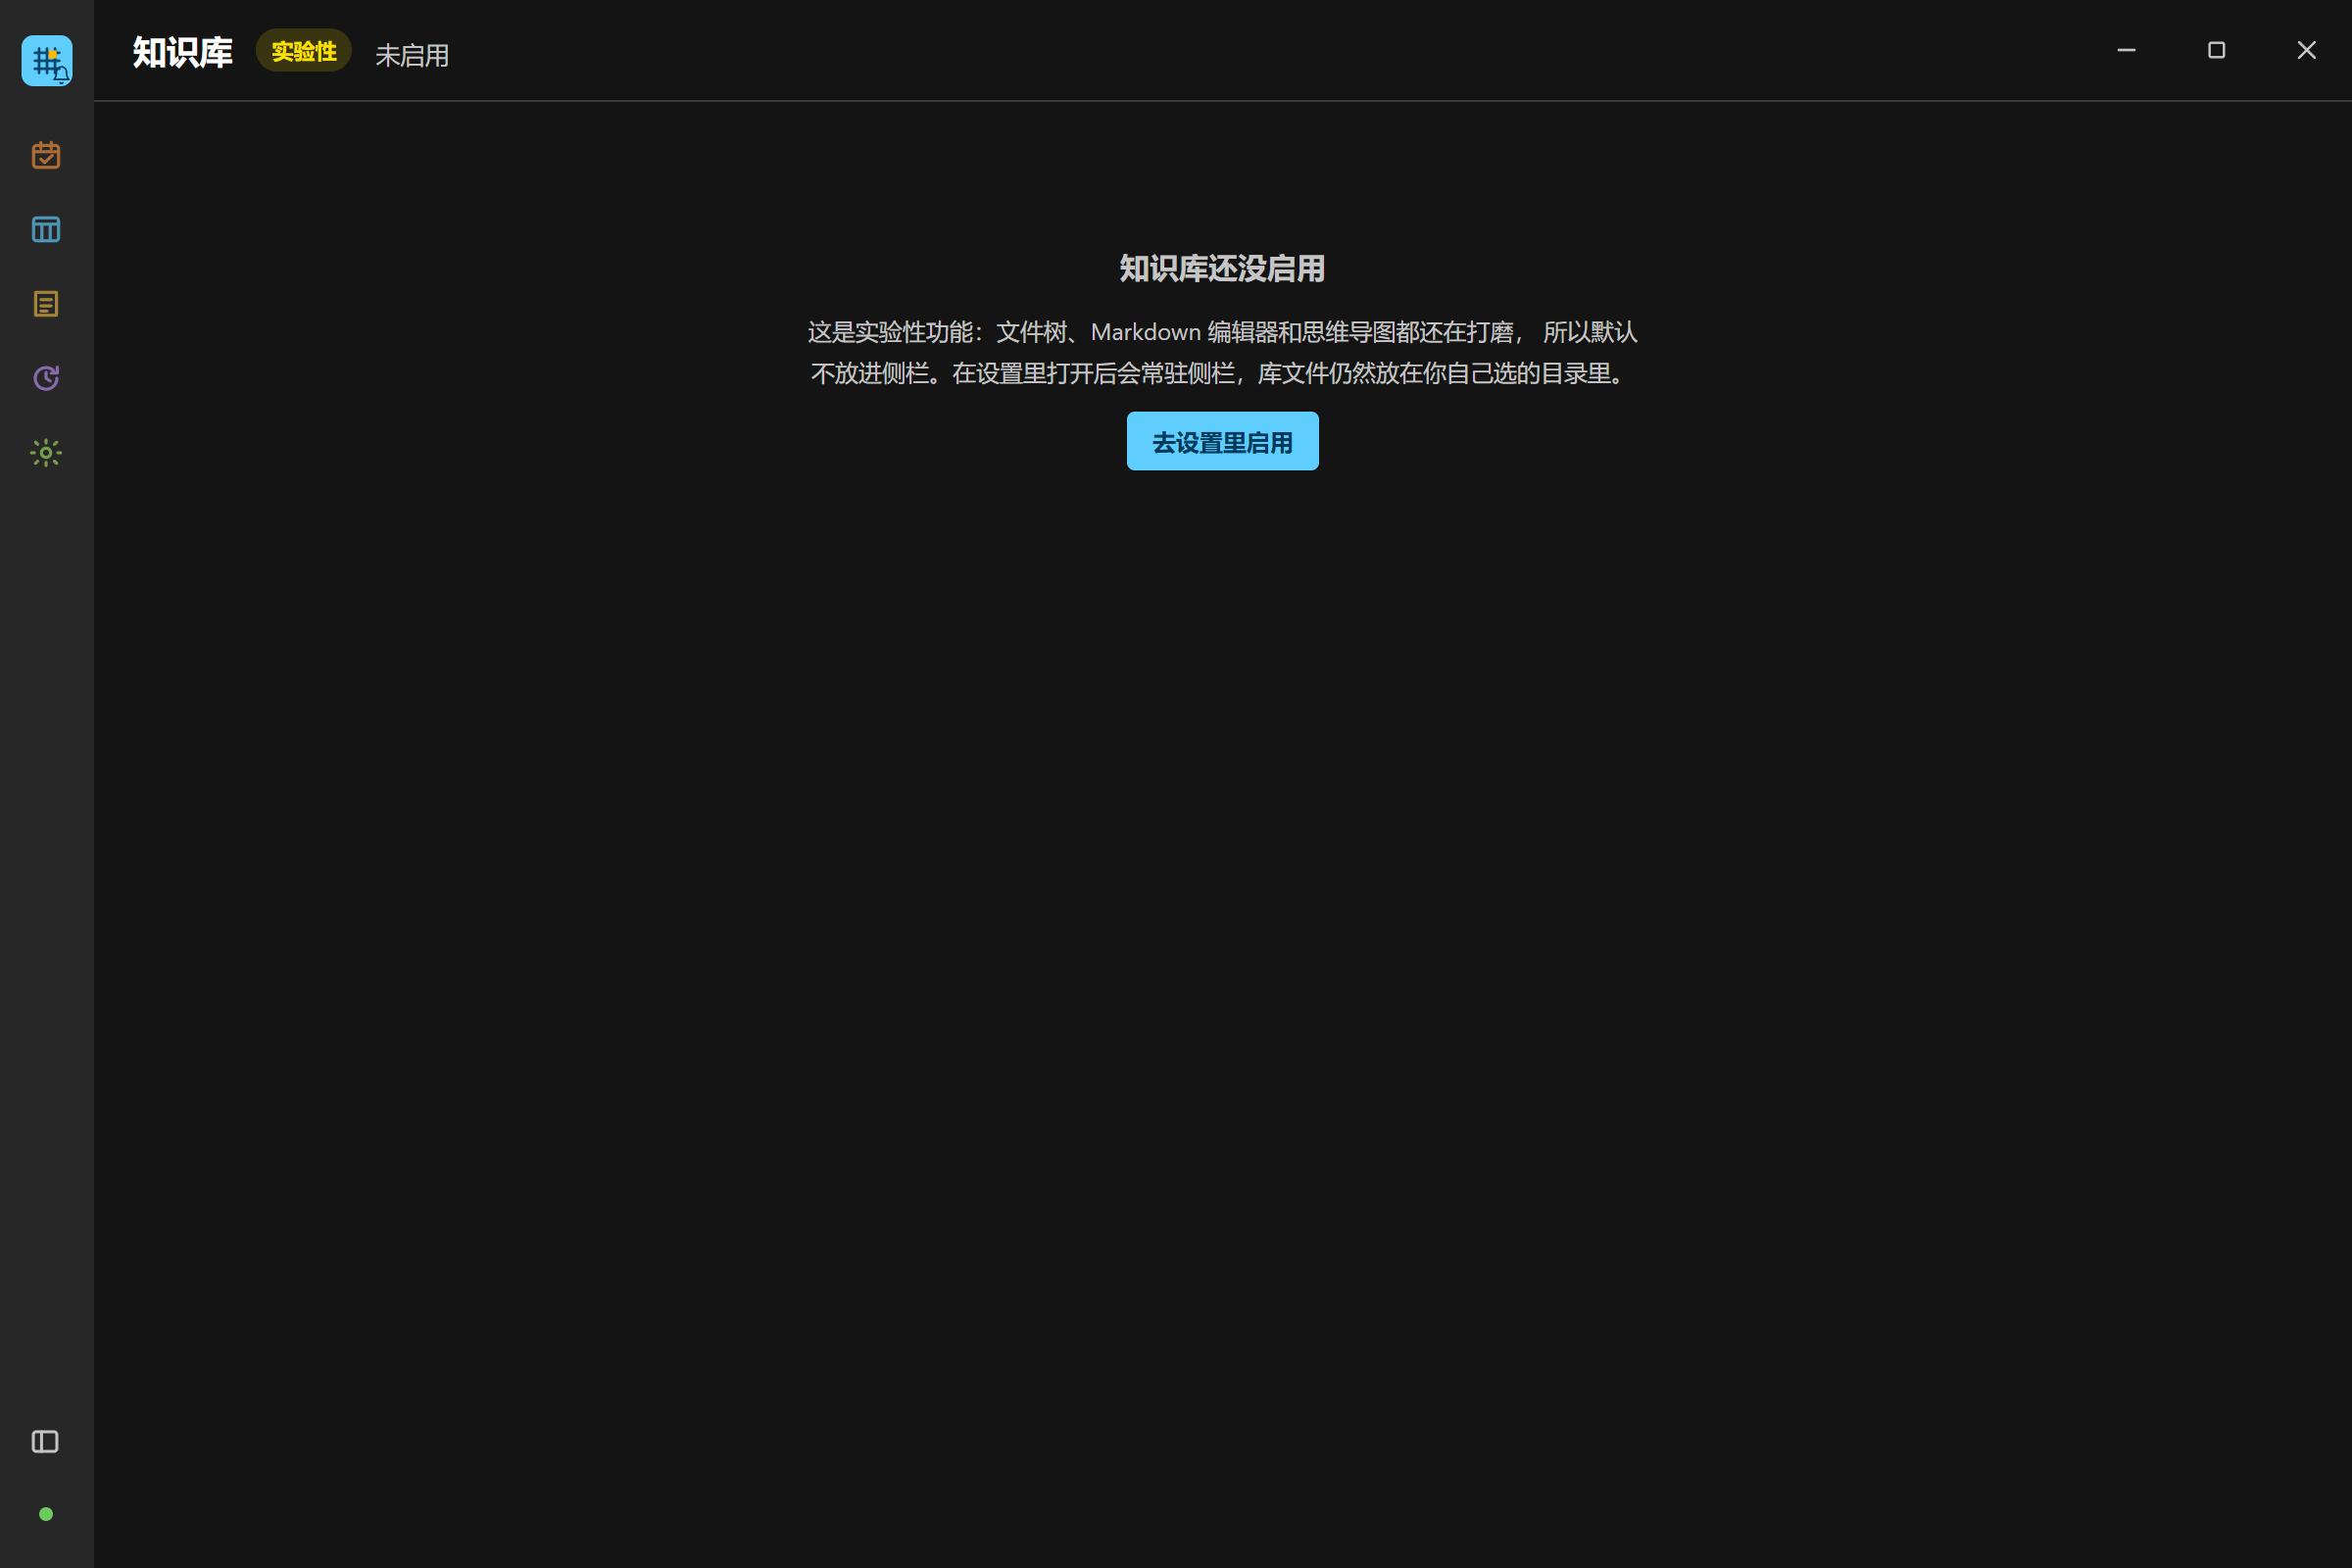 知识库 实验性 未启用
知识库还没启用
这是实验性功能：文件树、Markdown 编辑器和思维导图都还在打磨， 所以默认
不放进侧栏。在设置里打开后会常驻侧栏，库文件仍然放在你自己选的目录里。
去设置里启用